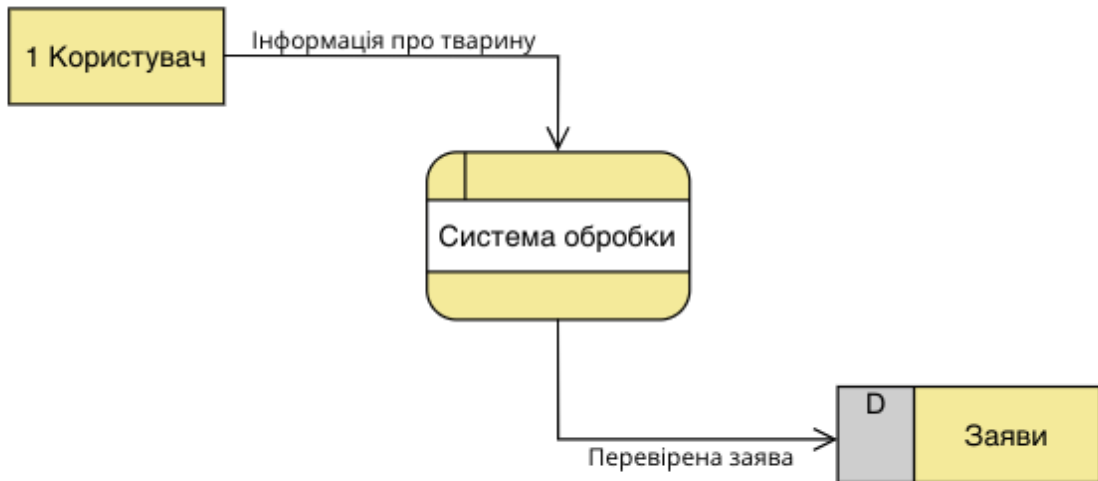 1 Користувач
Інформація про тварину
Система обробки
D
Заяви
Перевірена заява